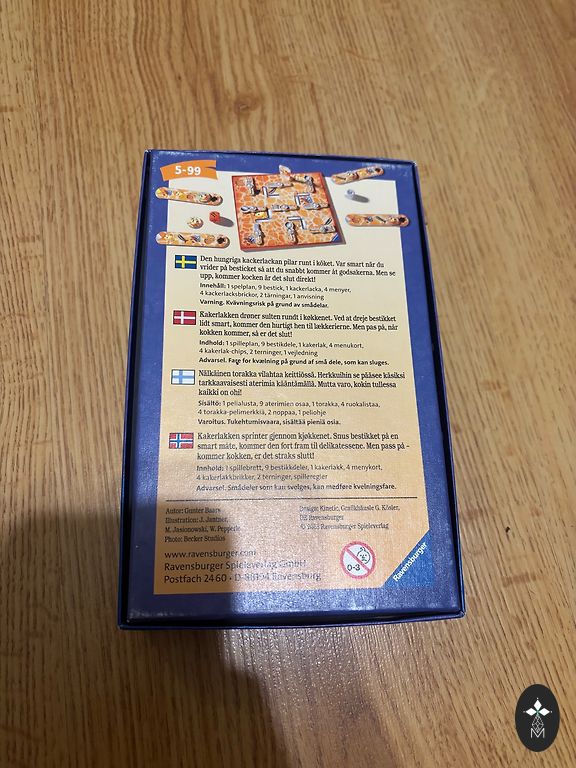 5-99
Den hungriga kackerlackan pilar runt i köket. Var smart når du
vrider på besticket så att du snabbt kommer åt godsakerna. Men se
upp, kommer kocken är det slut direkt!
Innehåll: 1 spelplan, 9 bestick, 1 kackerlacka, 4 menyer,
4 kackerlacksbrickor, 2 tärningar, 1 anvisning
Varning. Kvävningsrisk på grund av smådelar.
Kakerlakken drøner sulten rundt i køkkenet. Ved at dreje bestikket
lidt smart, kommer den hurtigt hen til lækkerierne. Men pas på, når
kokken kommer, så er det slut!
Indhold: 1 spilleplan, 9 bestikdele, 1 kakerlak, 4 menukort,
4 kakerlak-chips, 2 terninger, 1 vejledning
Advarsel. Fare for kvælning på grund af små dele, som kan sluges.
Nälkäinen torakka vilahtaa keittiössä. Herkkuihin se pääsee käsiksi
tarkkaavaisesti aterimia kääntämällä. Mutta varo, kokin tullessa
kaikki on ohi!
Sisältö: 1 pelialusta, 9 aterimien osaa, 1 torakka, 4 ruokalistaa,
4 torakka-pelimerkkiä, 2 noppaa, 1 peliohje
Varoitus. Tukehtumisvaara, sisältää pieniä osia.
Kakerlakken sprinter gjennom kjøkkenet. Snus bestikket på en
smart måte, kommer den fort fram til delikatessene. Men pass på –
kommer kokken, er det straks slutt!
Innhold: 1 spillebrett, 9 bestikkdeler, 1 kakerlakk, 4 menykort,
4 kakerlakkbrikker, 2 terninger, spilleregler
Advarsel. Smådeler som kan svelges, kan medføre kvelningsfare.
Autor: Gunter Baars
Illustration: J. Jantner,
M. Jasionowski, W. Pepperle
Photo: Becker Studios
Design: Kinetic, Grafikhusle G. Kösler,
DE Ravensburger
Ravensburger Spieleverlag
www.ravensburger.com
Ravensburger Spieleverlag GmbH
Postfach 24 60 · D-88194 Ravensburg
0-3
Ravensburger
M